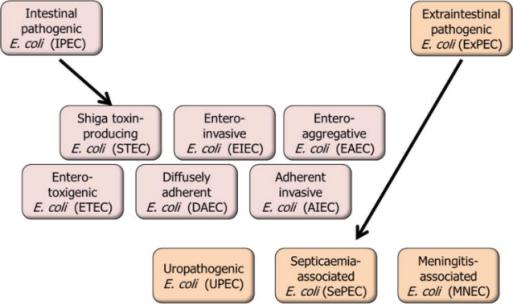 Intestinal
pathogenic
E. coli (IPEC)
Extraintestinal
pathogenic
E. coli (ExPEC)
Shiga toxin-
producing
E. coli (STEC)
Entero-
invasive
E. coli (EIEC)
Entero-
aggregative
E. coli (EAEC)
Entero-
toxigenic
E. coli (ETEC)
Diffusely
adherent
E. coli (DAEC)
Adherent
invasive
E. coli (AIEC)
Uropathogenic
E. coli (UPEC)
Septicaemia-
associated
E. coli (SePEC)
Meningitis-
associated
E. coli (MNEC)